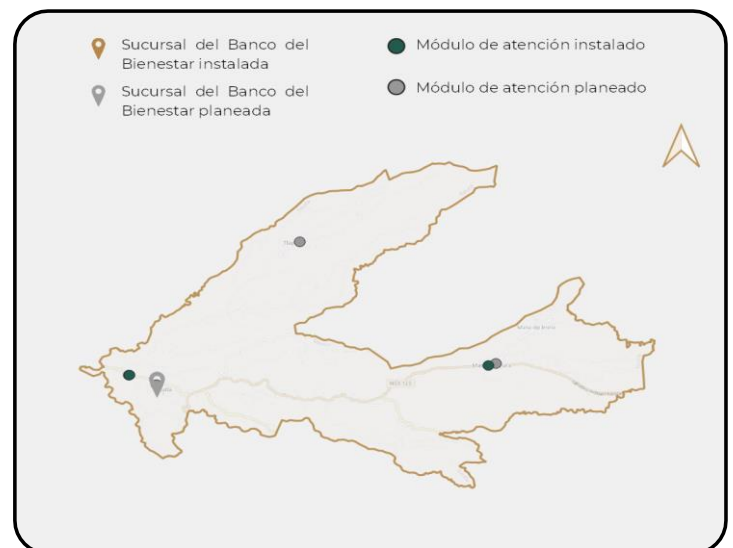 Sucursal del Banco del
Bienestar instalada
Sucursal del Banco del
Bienestar planeada
Módulo de atención instalado
Módulo de atención planeado